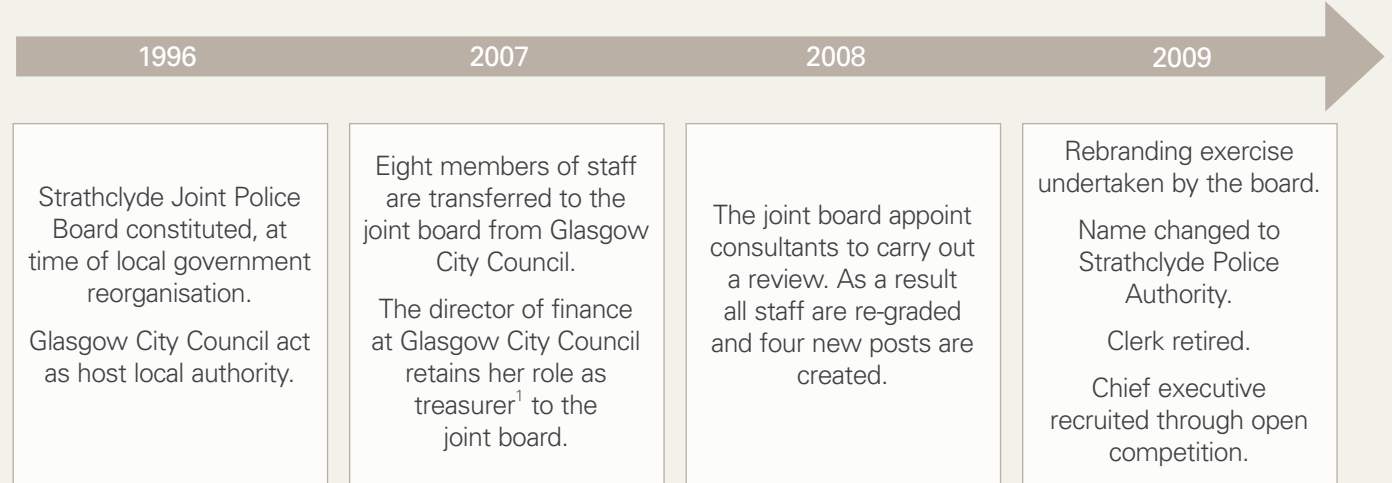 1996
2007
2008
2009
Strathclyde Joint Police
Board constituted, at
time of local government
reorganisation.
Glasgow City Council act
as host local authority.
Eight members of staff
are transferred to the
joint board from Glasgow
City Council.
The director of finance
at Glasgow City Council
retains her role as
treasurer¹ to the
joint board.
The joint board appoint
consultants to carry out
a review. As a result
all staff are re-graded
and four new posts are
created.
Rebranding exercise
undertaken by the board.
Name changed to
Strathclyde Police
Authority.
Clerk retired.
Chief executive
recruited through open
competition.